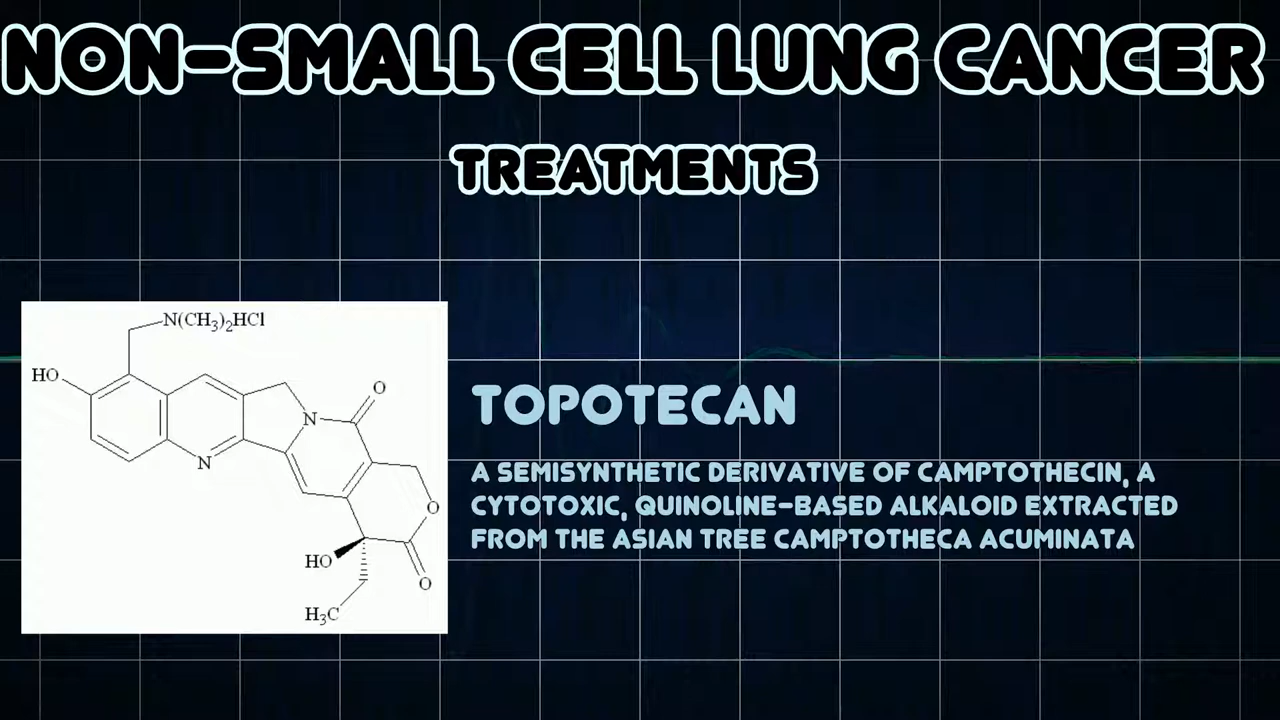 NON-SMALL CELL LUNG CANCER
TREATMENTS
N(CH3)2HCl
HO
O
N
N
O
HO
O
H3C
TOPOTECAN
A SEMISYNTHETIC DERIVATIVE OF CAMPTOTHECIN, A
CYTOTOXIC, QUINOLINE-BASED ALKALOID EXTRACTED
FROM THE ASIAN TREE CAMPTOTHECA ACUMINATA